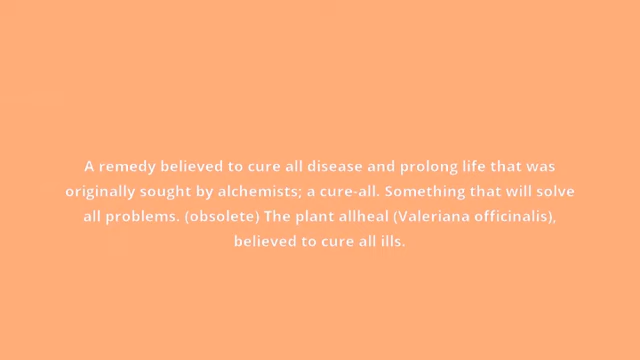 A remedy believed to cure all disease and prolong life that was
originally sought by alchemists; a cure-all. Something that will solve
all problems. (obsolete) The plant allheal (Valeriana officinalis),
believed to cure all ills.